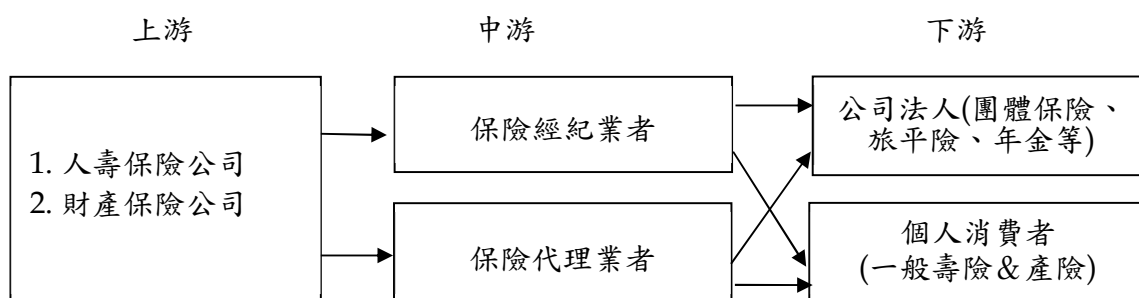 上游
中游
下游
1. 人壽保險公司
2. 財產保險公司
保險經紀業者
保險代理業者
公司法人(團體保險、
旅平險、年金等)
個人消費者
(一般壽險&產險)